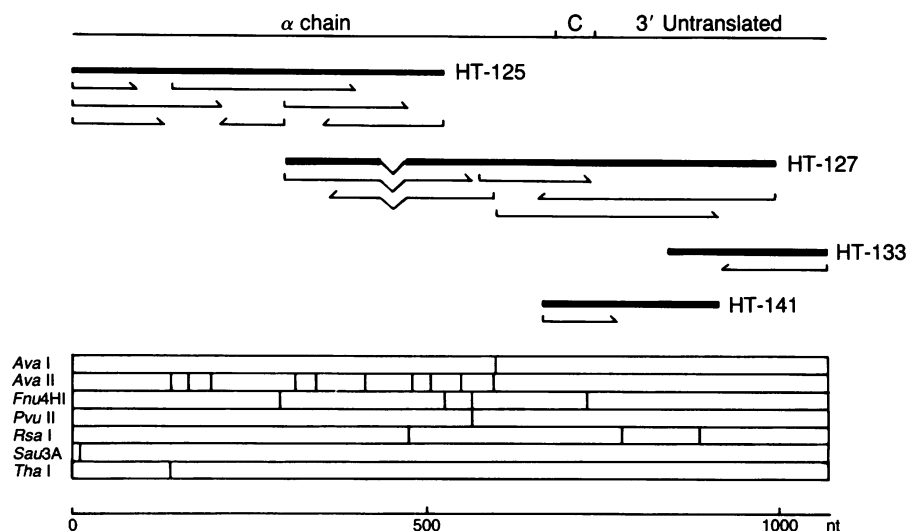 α chain C 3′ Untranslated
HT-125
HT-127
HT-133
HT-141
Ava I
Ava II
Fnu4HI
Pvu II
Rsa I
Sau3A
Tha I
0 500 1000 nt